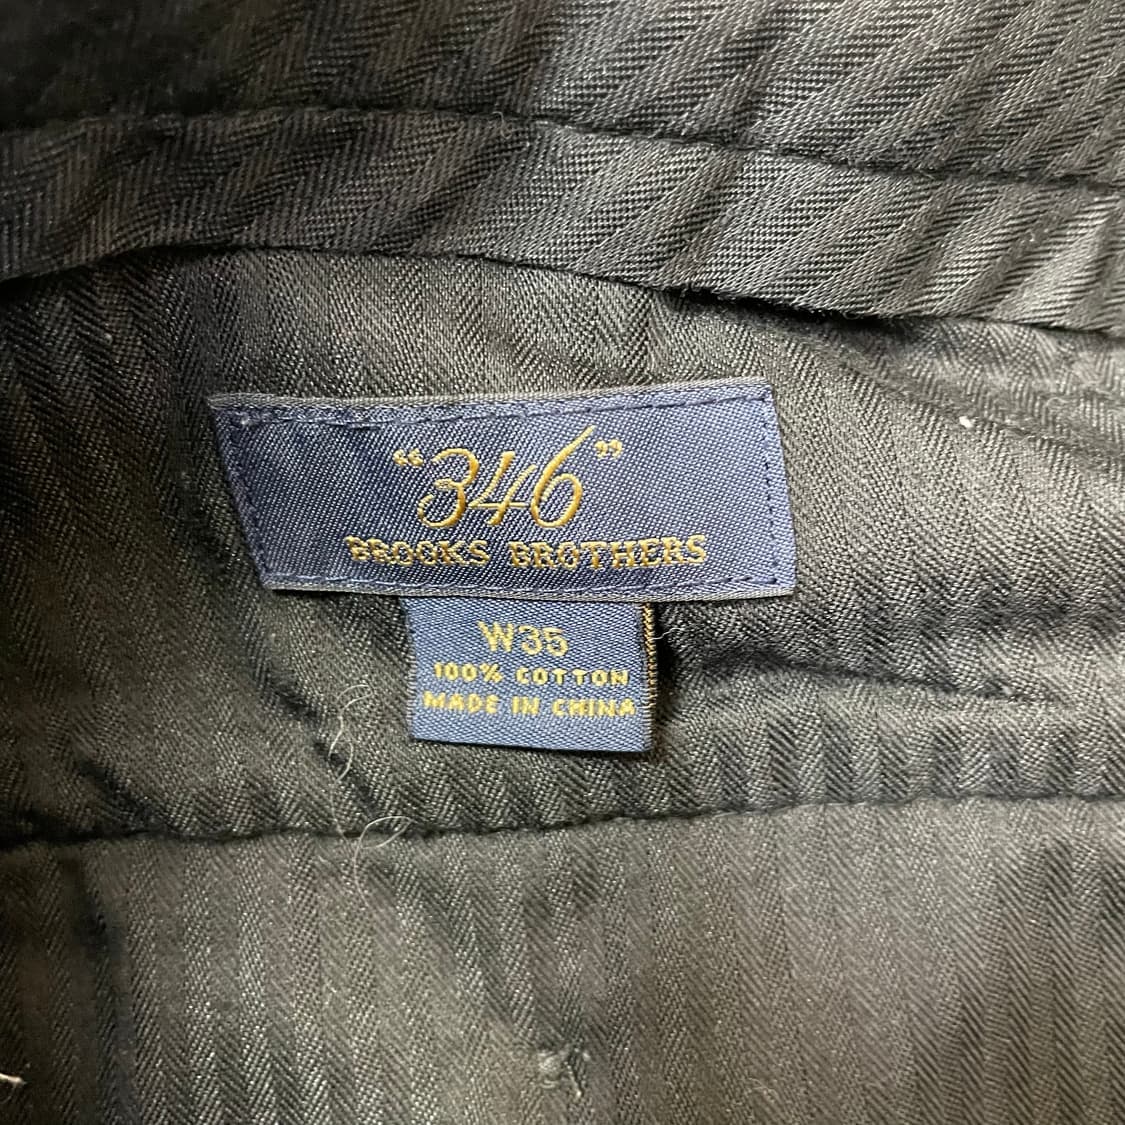 “346”
BROOKS BROTHERS
W35
100% COTTON
MADE IN CHINA